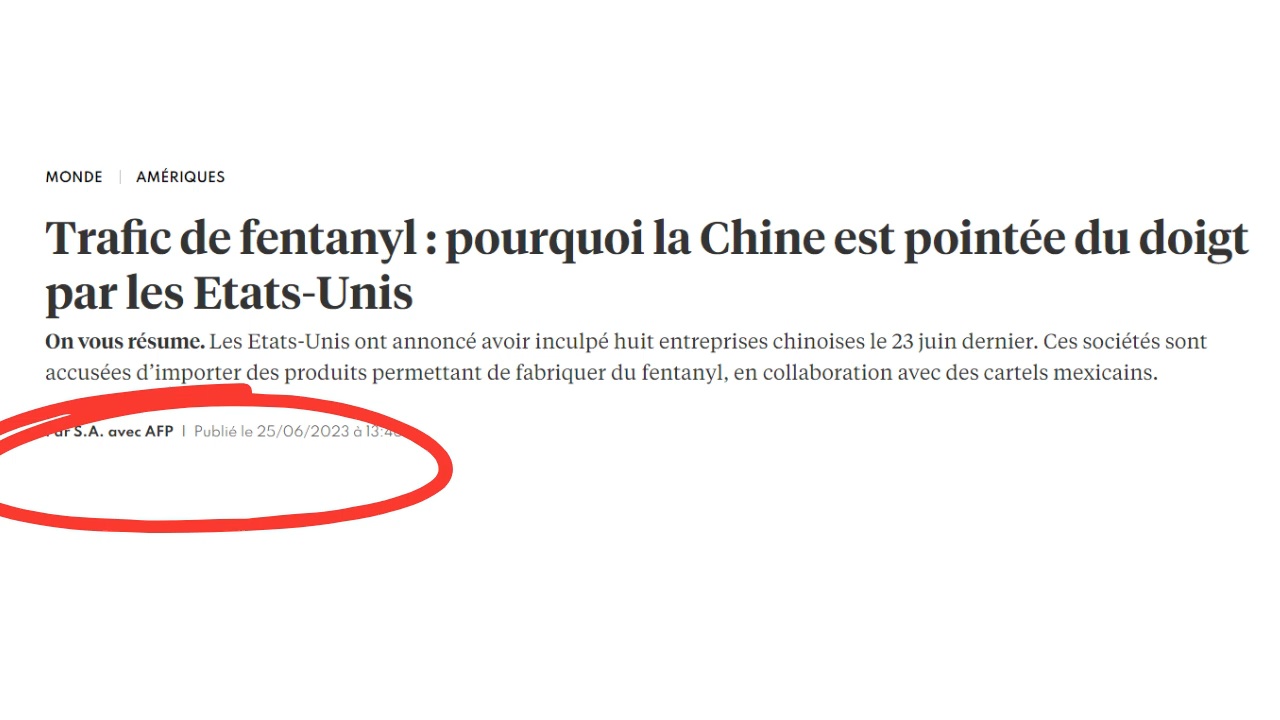 MONDE | AMÉRIQUES
Trafic de fentanyl : pourquoi la Chine est pointée du doigt
par les Etats-Unis
On vous résume. Les Etats-Unis ont annoncé avoir inculpé huit entreprises chinoises le 23 juin dernier. Ces sociétés sont
accusées d’importer des produits permettant de fabriquer du fentanyl, en collaboration avec des cartels mexicains.
Par S.A. avec AFP | Publié le 25/06/2023 à